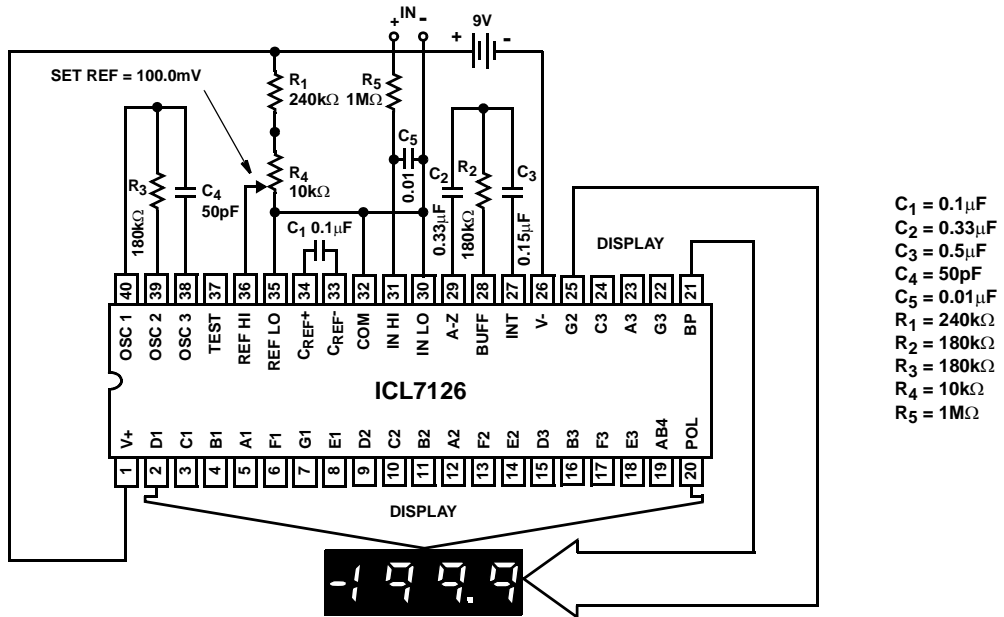 IN
+ -
9V
+ -
SET REF = 100.0mV
R1
240kΩ
R5
1MΩ
R4
10kΩ
C5
0.01
R3
180kΩ
C4
50pF
C1 0.1μF
C2
0.33μF
R2
180kΩ
C3
0.15μF
DISPLAY
40 39 38 37 36 35 34 33 32 31 30 29 28 27 26 25 24 23 22 21
OSC 1 OSC 2 OSC 3 TEST REF HI REF LO CREF+ CREF- COM IN HI IN LO A-Z BUFF INT V- G2 C3 A3 G3 BP
ICL7126
V+ D1 C1 B1 A1 F1 G1 E1 D2 C2 B2 A2 F2 E2 D3 B3 F3 E3 AB4 POL
1 2 3 4 5 6 7 8 9 10 11 12 13 14 15 16 17 18 19 20
DISPLAY
-199.9
C1 = 0.1μF
C2 = 0.33μF
C3 = 0.5μF
C4 = 50pF
C5 = 0.01μF
R1 = 240kΩ
R2 = 180kΩ
R3 = 180kΩ
R4 = 10kΩ
R5 = 1MΩ